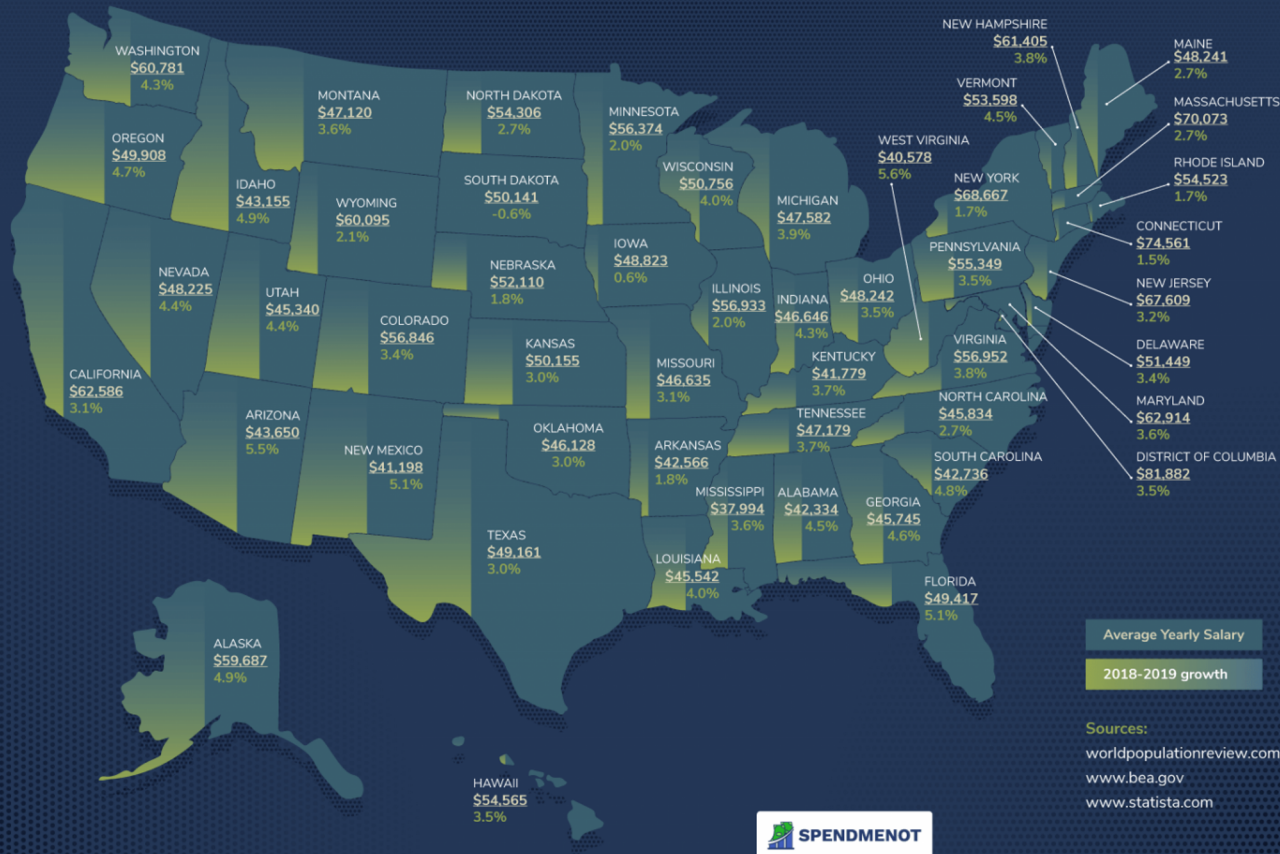 WASHINGTON
$60,781
4.3%
OREGON
$49,908
4.7%
CALIFORNIA
$62,586
3.1%
NEVADA
$48,225
4.4%
IDAHO
$43,155
4.9%
MONTANA
$47,120
3.6%
WYOMING
$60,095
2.1%
UTAH
$45,340
4.4%
COLORADO
$56,846
3.4%
ARIZONA
$43,650
5.5%
NEW MEXICO
$41,198
5.1%
NORTH DAKOTA
$54,306
2.7%
SOUTH DAKOTA
$50,141
-0.6%
NEBRASKA
$52,110
1.8%
KANSAS
$50,155
3.0%
OKLAHOMA
$46,128
3.0%
TEXAS
$49,161
3.0%
MINNESOTA
$56,374
2.0%
IOWA
$48,823
0.6%
MISSOURI
$46,635
3.1%
ARKANSAS
$42,566
1.8%
LOUISIANA
$45,542
4.0%
WISCONSIN
$50,756
4.0%
ILLINOIS
$56,933
2.0%
MICHIGAN
$47,582
3.9%
INDIANA
$46,646
4.3%
OHIO
$48,242
3.5%
KENTUCKY
$41,779
3.7%
TENNESSEE
$47,179
3.7%
MISSISSIPPI
$37,994
3.6%
ALABAMA
$42,334
4.5%
GEORGIA
$45,745
4.6%
FLORIDA
$49,417
5.1%
SOUTH CAROLINA
$42,736
4.8%
NORTH CAROLINA
$45,834
2.7%
VIRGINIA
$56,952
3.8%
WEST VIRGINIA
$40,578
5.6%
PENNSYLVANIA
$55,349
3.5%
NEW YORK
$68,667
1.7%
VERMONT
$53,598
4.5%
NEW HAMPSHIRE
$61,405
3.8%
MAINE
$48,241
2.7%
MASSACHUSETTS
$70,073
2.7%
RHODE ISLAND
$54,523
1.7%
CONNECTICUT
$74,561
1.5%
NEW JERSEY
$67,609
3.2%
DELAWARE
$51,449
3.4%
MARYLAND
$62,914
3.6%
DISTRICT OF COLUMBIA
$81,882
3.5%
ALASKA
$59,687
4.9%
HAWAII
$54,565
3.5%
Average Yearly Salary
2018-2019 growth
Sources:
worldpopulationreview.com
www.bea.gov
www.statista.com
SPENDMENOT